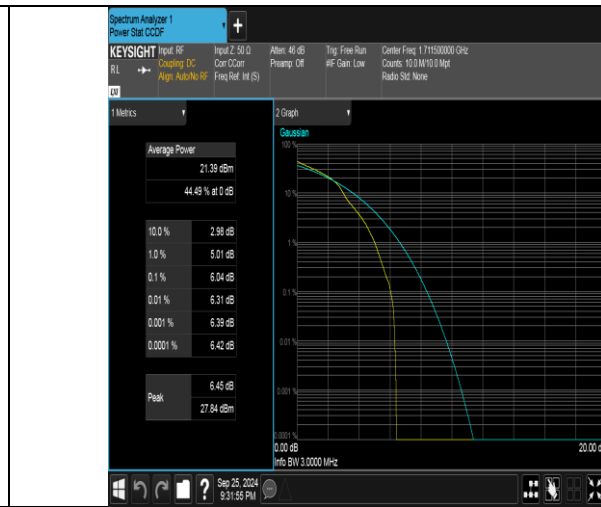 Spectrum Analyzer 1
Power Stat CCDF
KEYSIGHT
RL
Input: RF
Coupling: DC
Align: Auto/No RF
Input Z: 50 Ω
Corr CCorr
Freq Ref: Int (S)
Atten: 46 dB
Preamp: Off
Trig: Free Run
#IF Gain: Low
Center Freq: 1.711500000 GHz
Counts: 10.0 M/10.0 Mpt
Radio Std: None
LXI
1 Metrics
Average Power
21.39 dBm
44.49 % at 0 dB
10.0 % 2.98 dB
1.0 % 5.01 dB
0.1 % 6.04 dB
0.01 % 6.31 dB
0.001 % 6.39 dB
0.0001 % 6.42 dB
Peak
6.45 dB
27.84 dBm
2 Graph
Gaussian
100 %
10 %
1 %
0.1 %
0.01 %
0.001 %
0.0001 %
0.00 dB
20.00 d
Info BW 3.0000 MHz
?
Sep 25, 2024
9:31:55 PM